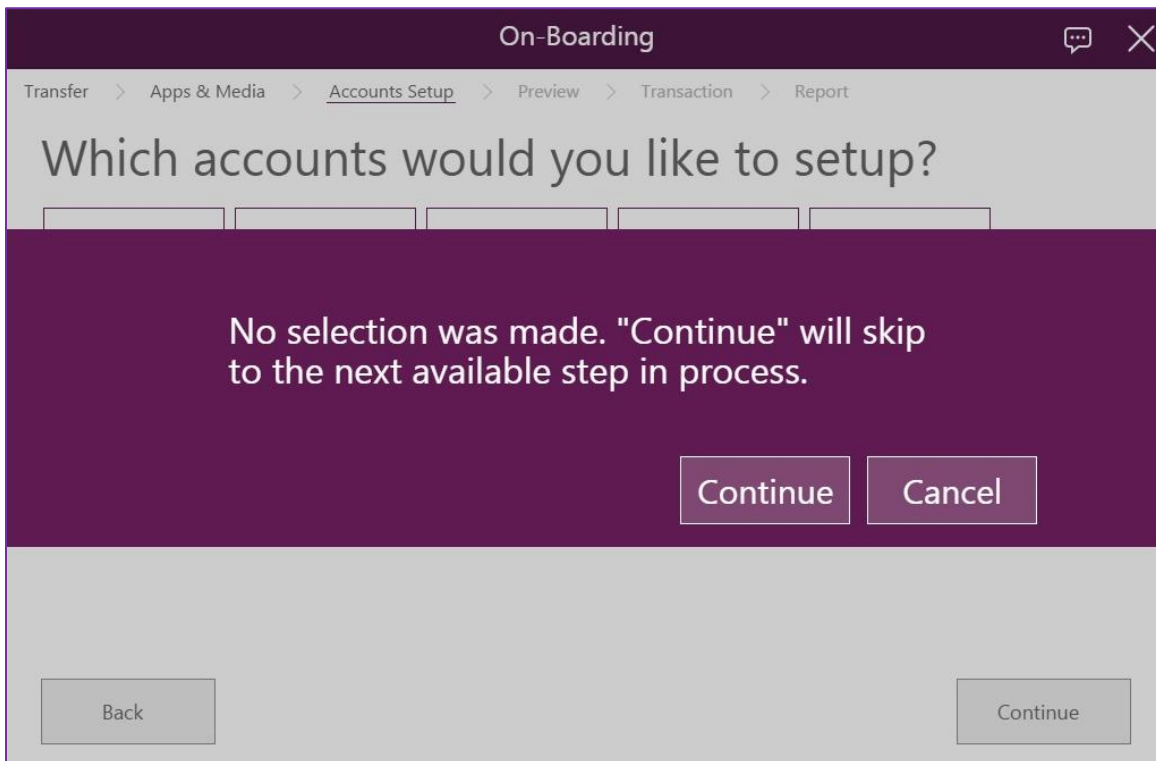 On-Boarding
Transfer > Apps & Media > Accounts Setup > Preview > Transaction > Report
Which accounts would you like to setup?
No selection was made. "Continue" will skip
to the next available step in process.
Continue Cancel
Back Continue